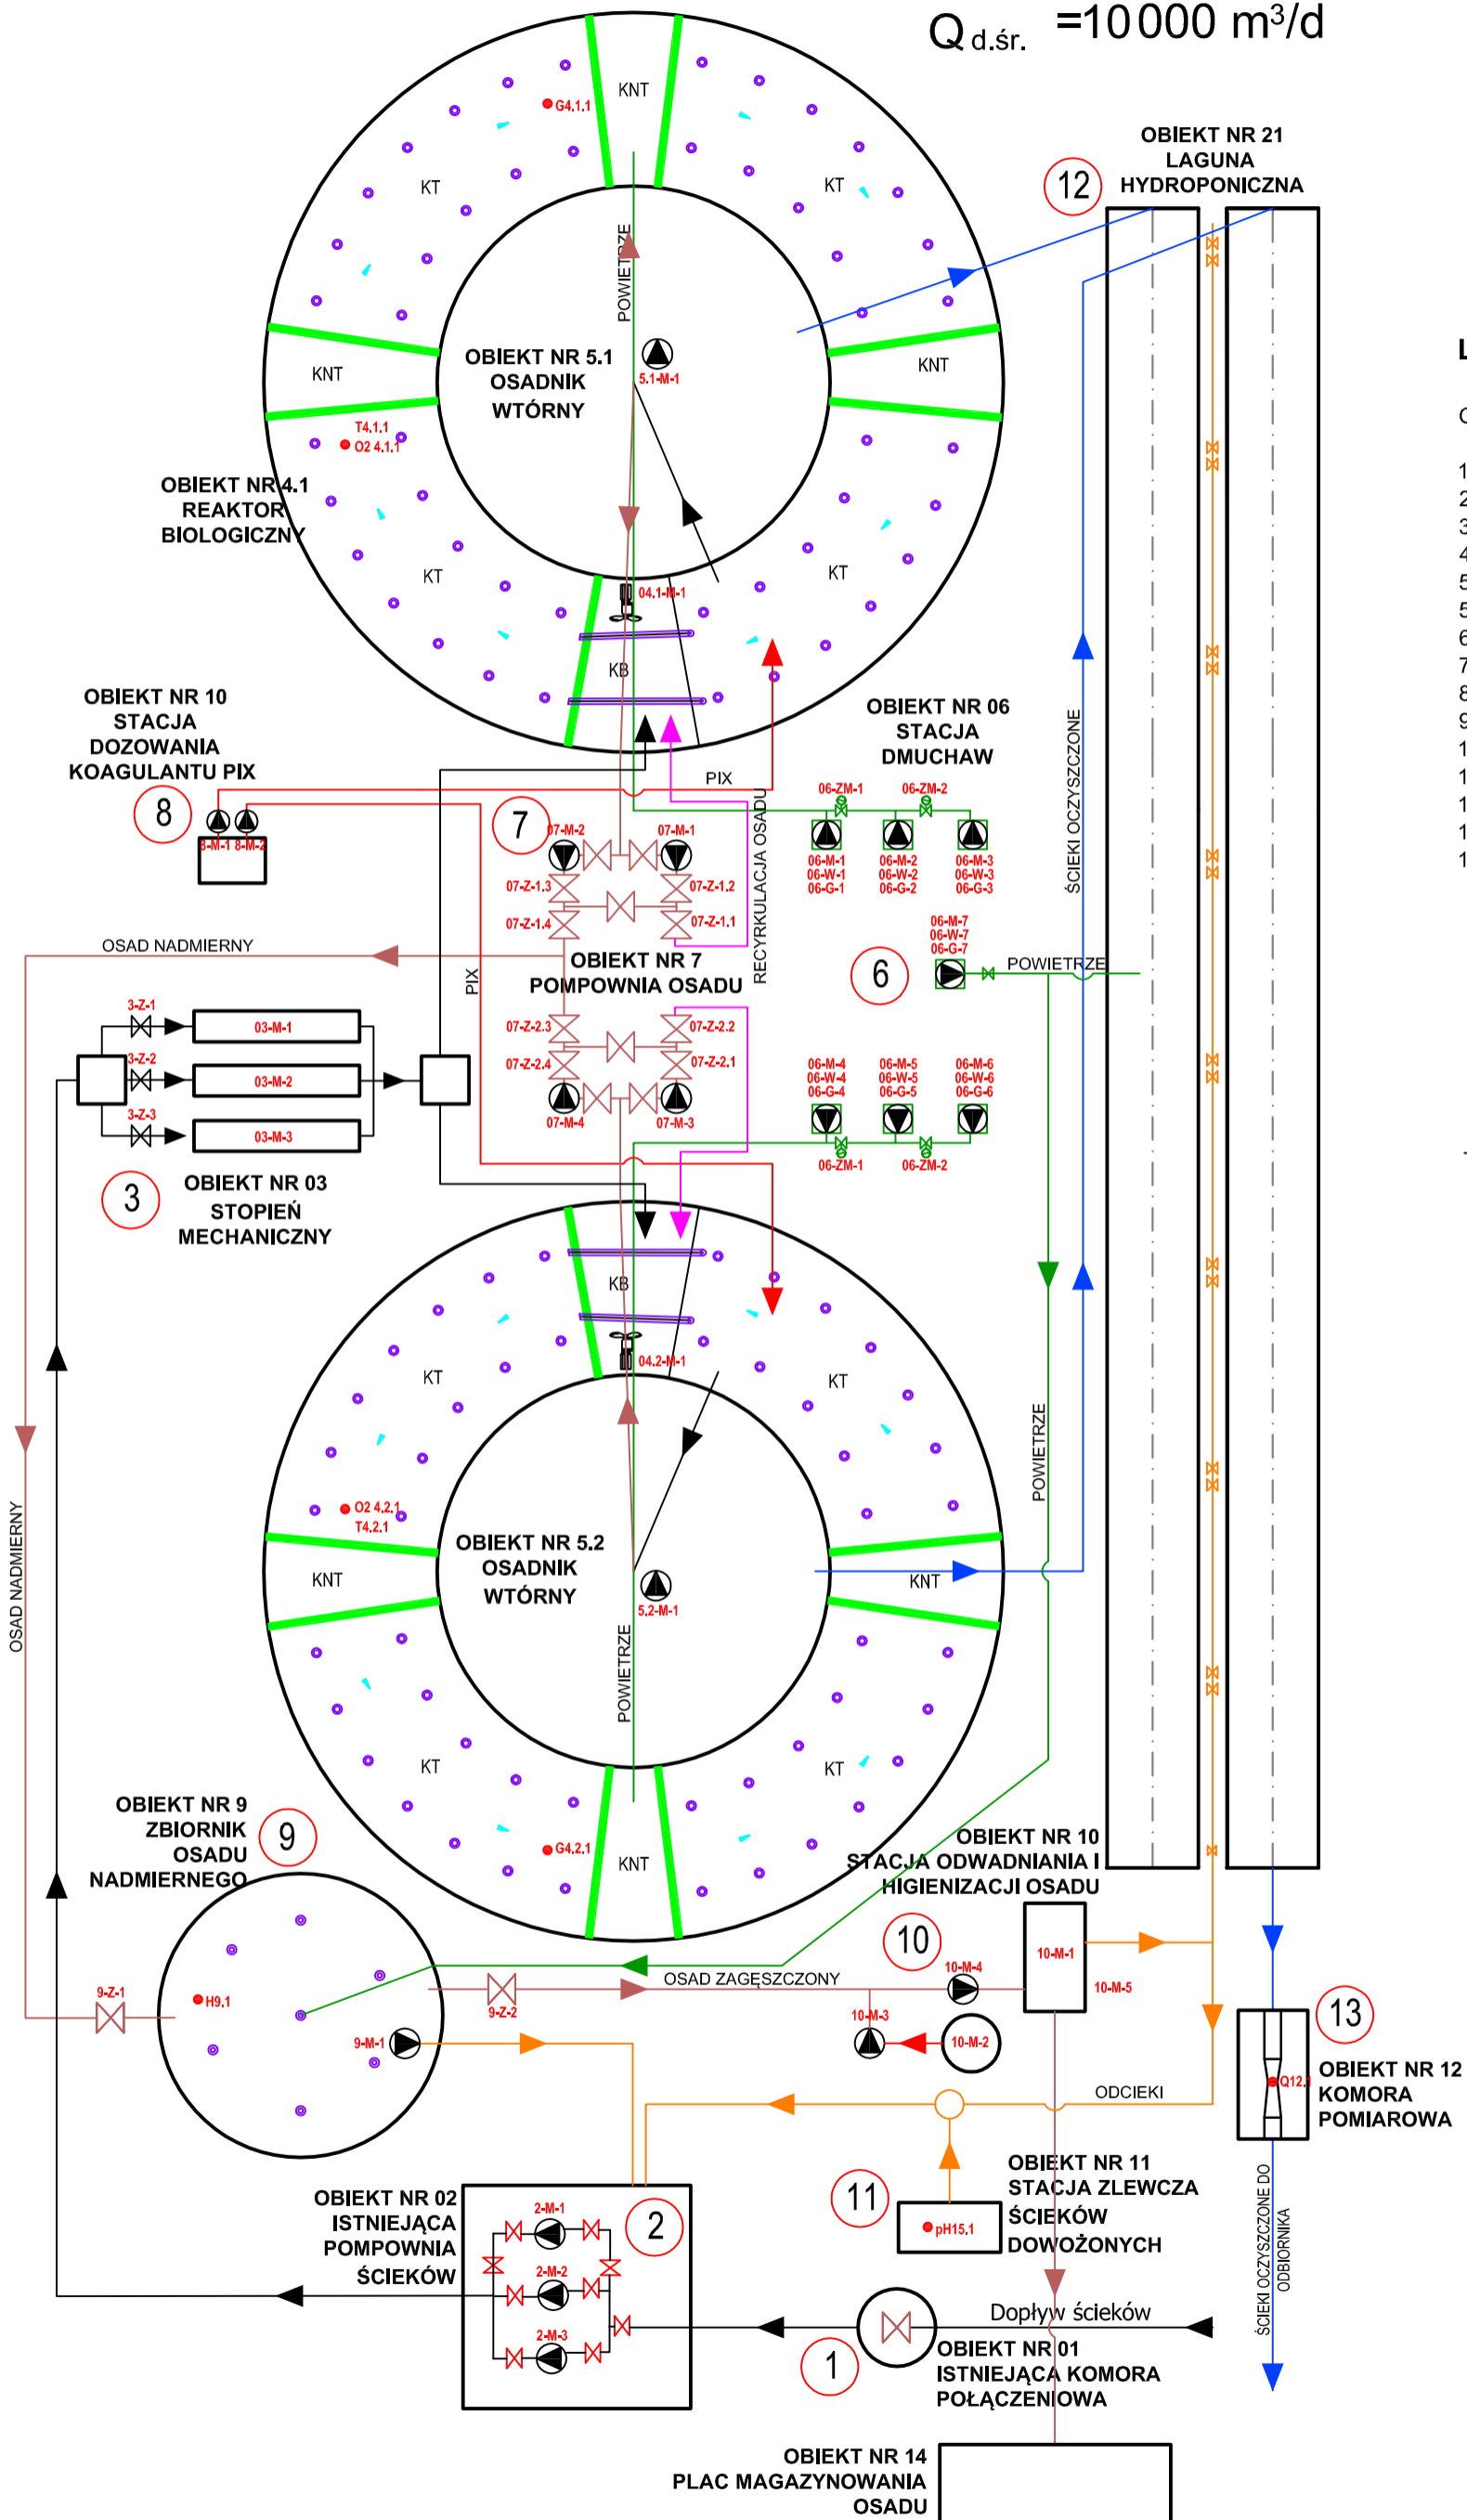 Q d.śr. =10 000 m³/d
KNT
G4.1.1
KT
KT
OBIEKT NR 21
LAGUNA
HYDROPONICZNA
12
POWIETRZE
OBIEKT NR 5.1
OSADNIK
WTÓRNY
5.1-M-1
KNT
KNT
T4.1.1
O2 4.1.1
OBIEKT NR 4.1
REAKTOR
BIOLOGICZNY
KT
KT
04.1-M-1
KB
OBIEKT NR 10
STACJA
DOZOWANIA
KOAGULANTU PIX
8
8-M-1
8-M-2
PIX
RECYRKULACJA OSADU
OBIEKT NR 06
STACJA
DMUCHAW
ŚCIEKI OCZYSZCZONE
06-ZM-1
06-ZM-2
06-M-1
06-W-1
06-G-1
06-M-2
06-W-2
06-G-2
06-M-3
06-W-3
06-G-3
7
07-M-2
07-M-1
07-Z-1.3
07-Z-1.2
07-Z-1.4
07-Z-1.1
OSAD NADMIERNY
PIX
OBIEKT NR 7
POMPOWNIA OSADU
6
06-M-7
06-W-7
06-G-7
POWIETRZE
3-Z-1
03-M-1
3-Z-2
03-M-2
3-Z-3
03-M-3
07-Z-2.3
07-Z-2.2
07-Z-2.4
07-Z-2.1
07-M-4
07-M-3
06-M-4
06-W-4
06-G-4
06-M-5
06-W-5
06-G-5
06-M-6
06-W-6
06-G-6
06-ZM-1
06-ZM-2
3
OBIEKT NR 03
STOPIEŃ
MECHANICZNY
KB
04.2-M-1
KT
KT
POWIETRZE
O2 4.2.1
T4.2.1
OSAD NADMIERNY
OBIEKT NR 5.2
OSADNIK
WTÓRNY
5.2-M-1
KNT
KNT
POWIETRZE
KT
KT
G4.2.1
KNT
OBIEKT NR 9
ZBIORNIK
OSADU
NADMIERNEGO
9
9-Z-1
H9.1
9-M-1
9-Z-2
OSAD ZAGĘSZCZONY
OBIEKT NR 10
STACJA ODWADNIANIA I
HIGIENIZACJI OSADU
10
10-M-4
10-M-1
10-M-5
10-M-3
10-M-2
13
OBIEKT NR 12
KOMORA
POMIAROWA
Q12.1
ODCIEKI
OBIEKT NR 11
STACJA ZLEWCZA
ŚCIEKÓW
DOWOŻONYCH
11
pH15.1
ŚCIEKI OCZYSZCZONE DO
ODBIORNIKA
OBIEKT NR 02
ISTNIEJĄCA
POMPOWNIA
ŚCIEKÓW
2
2-M-1
2-M-2
2-M-3
Dopływ ścieków
1
OBIEKT NR 01
ISTNIEJĄCA KOMORA
POŁĄCZENIOWA
OBIEKT NR 14
PLAC MAGAZYNOWANIA
OSADU